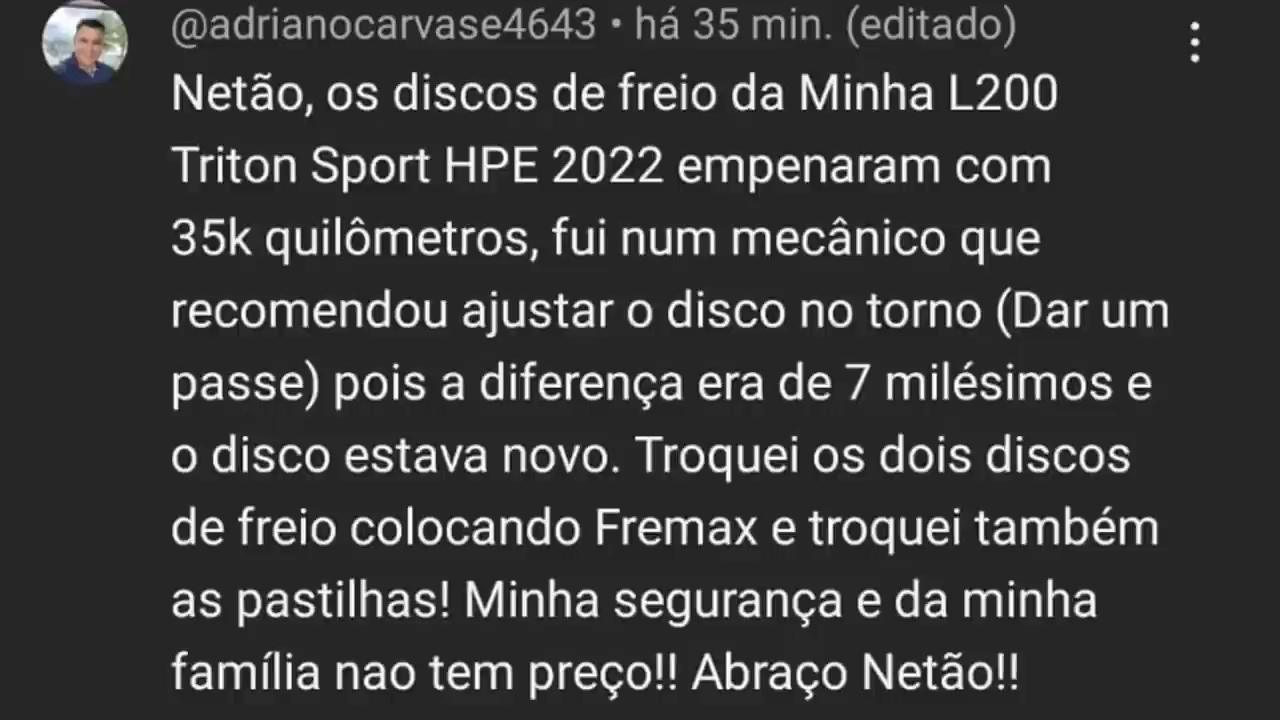 @adrianocarvase4643 • há 35 min. (editado)
Netão, os discos de freio da Minha L200
Triton Sport HPE 2022 empenaram com
35k quilômetros, fui num mecânico que
recomendou ajustar o disco no torno (Dar um
passe) pois a diferença era de 7 milésimos e
o disco estava novo. Troquei os dois discos
de freio colocando Fremax e troquei também
as pastilhas! Minha segurança e da minha
família nao tem preço!! Abraço Netão!!